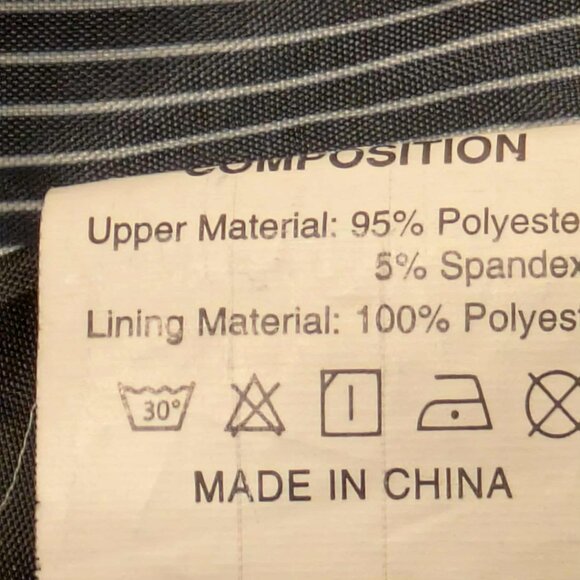 COMPOSITION
Upper Material: 95% Polyeste
5% Spandex
Lining Material: 100% Polyest
30°
MADE IN CHINA